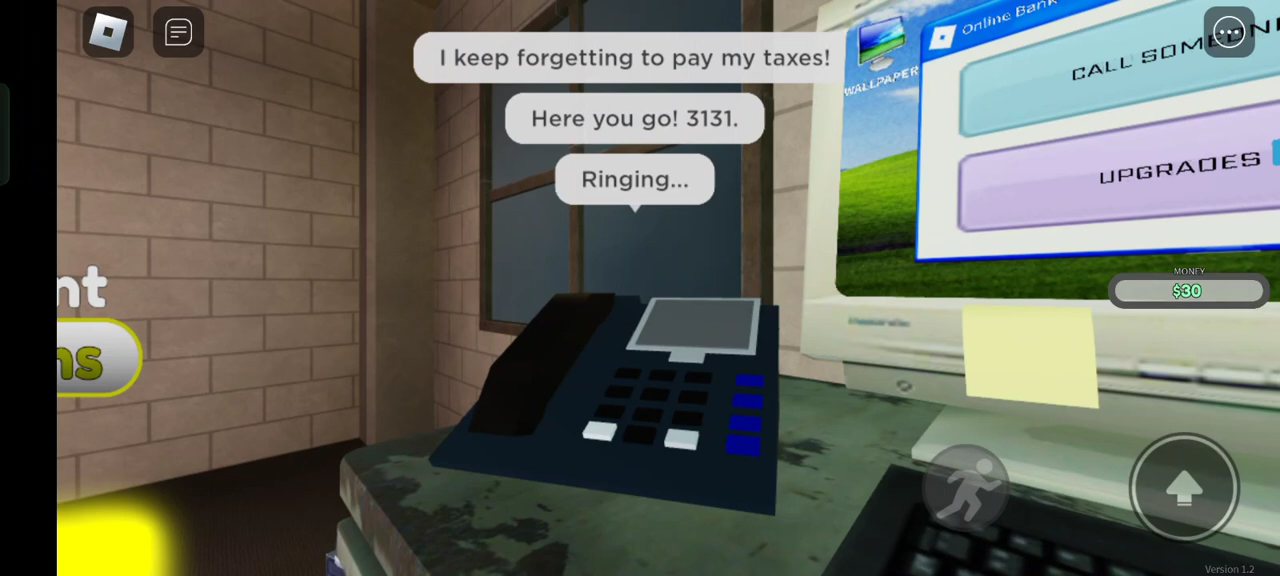 I keep forgetting to pay my taxes!
Here you go! 3131.
Ringing...
Online Bank
CALL
WALLPAPER
UPGRADES
MONEY
$30
nt
ns
Version 1.2